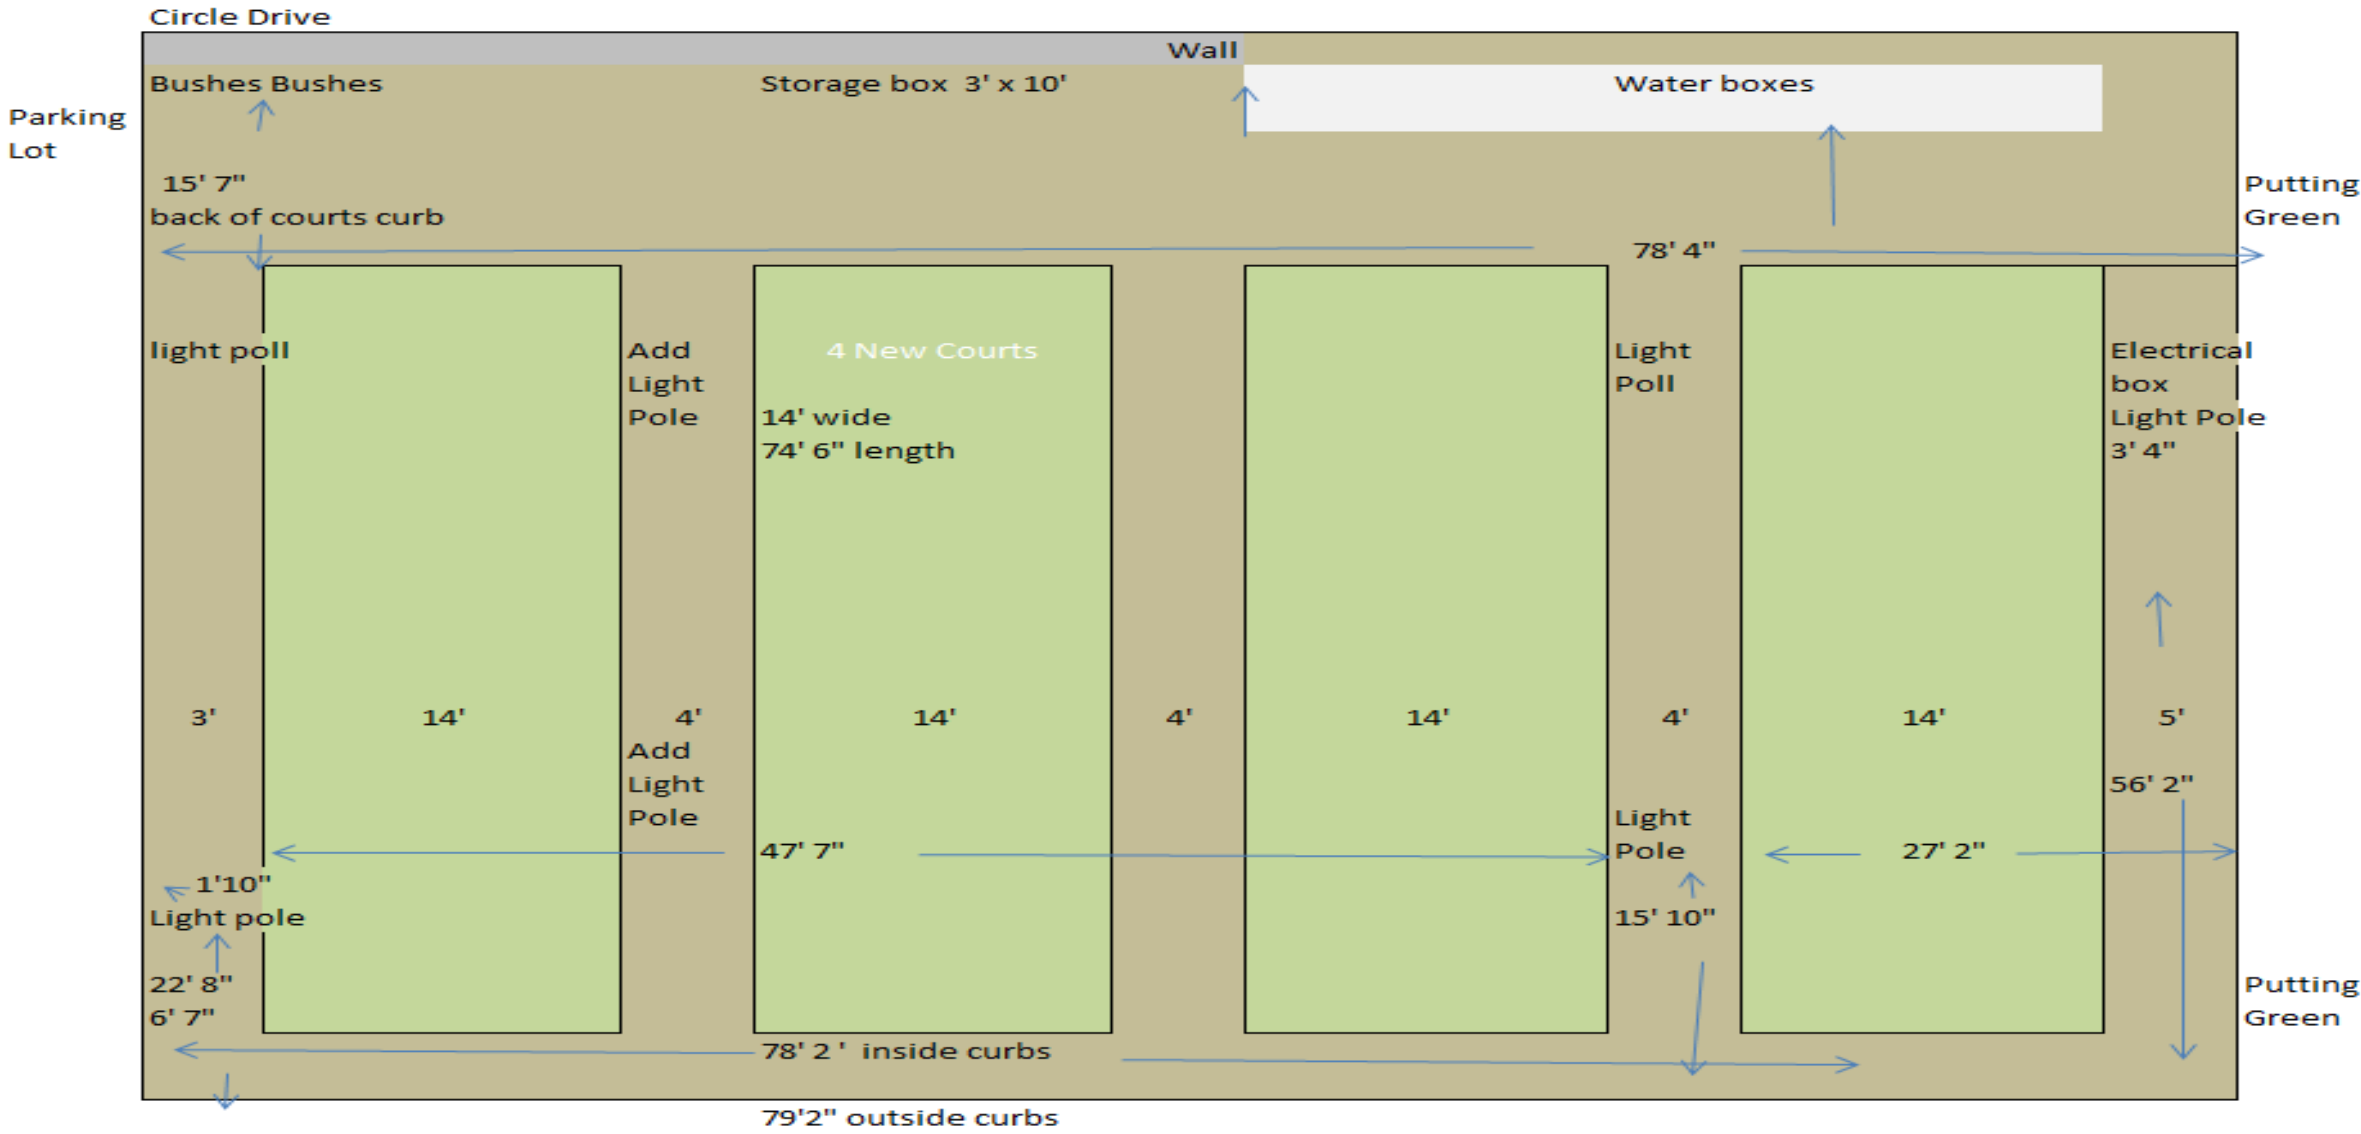 Circle Drive
Wall
Bushes Bushes
Storage box 3' x 10'
Water boxes
Parking
Lot
15' 7"
back of courts curb
Putting
Green
78' 4"
light poll
Add
Light
Pole
4 New Courts
14' wide
74' 6" length
Light
Poll
Electrical
box
Light Pole
3' 4"
3'
14'
4'
14'
4'
14'
4'
14'
5'
Add
Light
Pole
56' 2"
47' 7"
Light
Pole
27' 2"
1'10"
Light pole
15' 10"
22' 8"
6' 7"
Putting
Green
78' 2 ' inside curbs
79'2" outside curbs